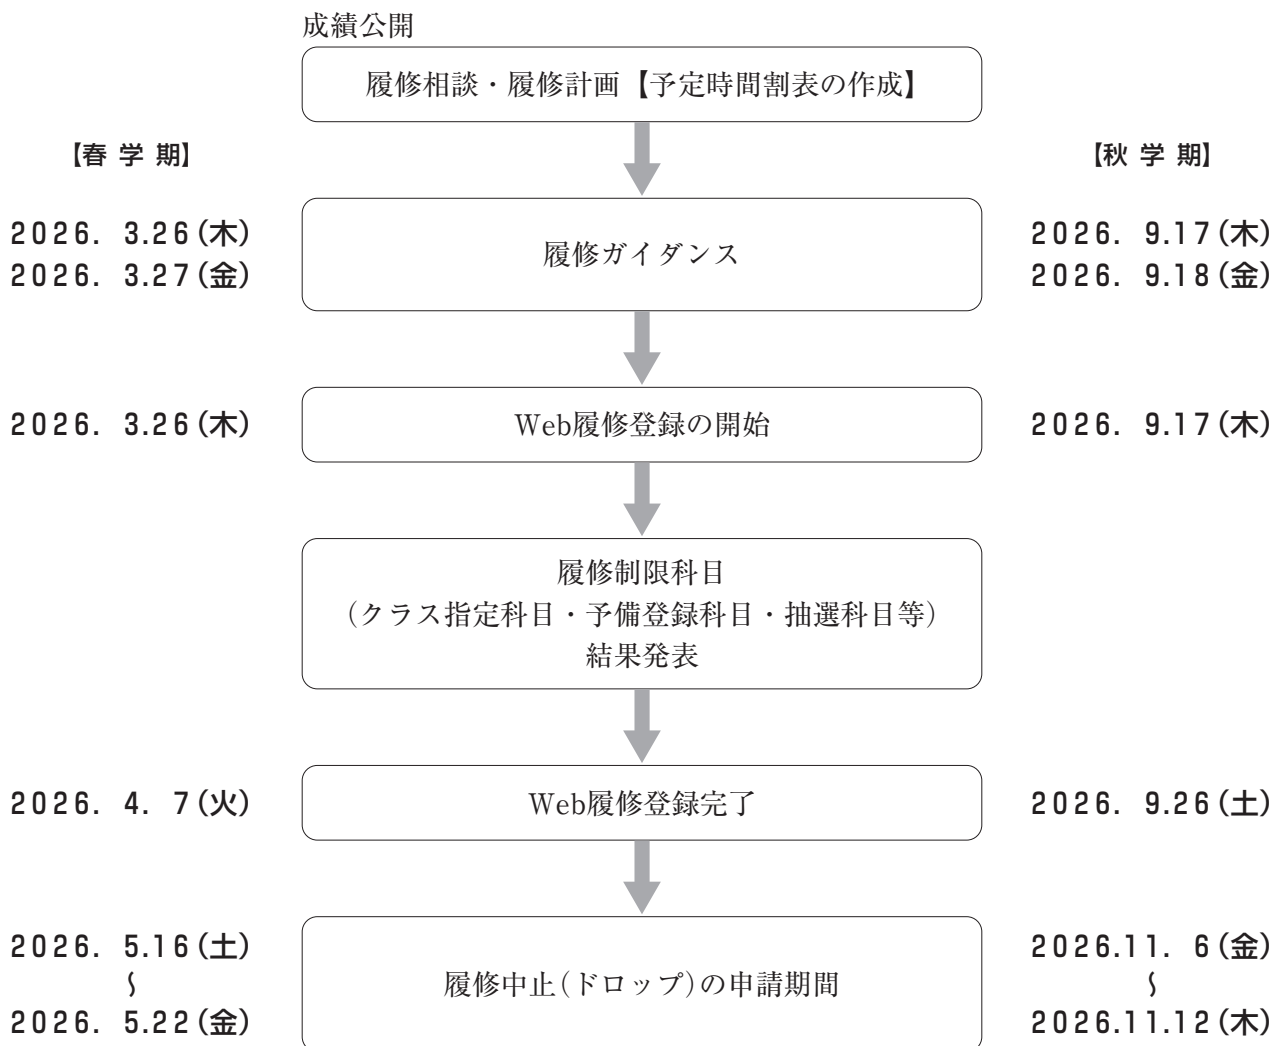 成績公開
履修相談・履修計画【予定時間割表の作成】
【春 学 期】
【秋 学 期】
2026. 3.26(木)
2026. 3.27(金)
履修ガイダンス
2026. 9.17(木)
2026. 9.18(金)
2026. 3.26(木)
Web履修登録の開始
2026. 9.17(木)
履修制限科目
(クラス指定科目・予備登録科目・抽選科目等)
結果発表
2026. 4. 7(火)
Web履修登録完了
2026. 9.26(土)
2026. 5.16(土)
~
2026. 5.22(金)
履修中止(ドロップ)の申請期間
2026.11. 6(金)
~
2026.11.12(木)